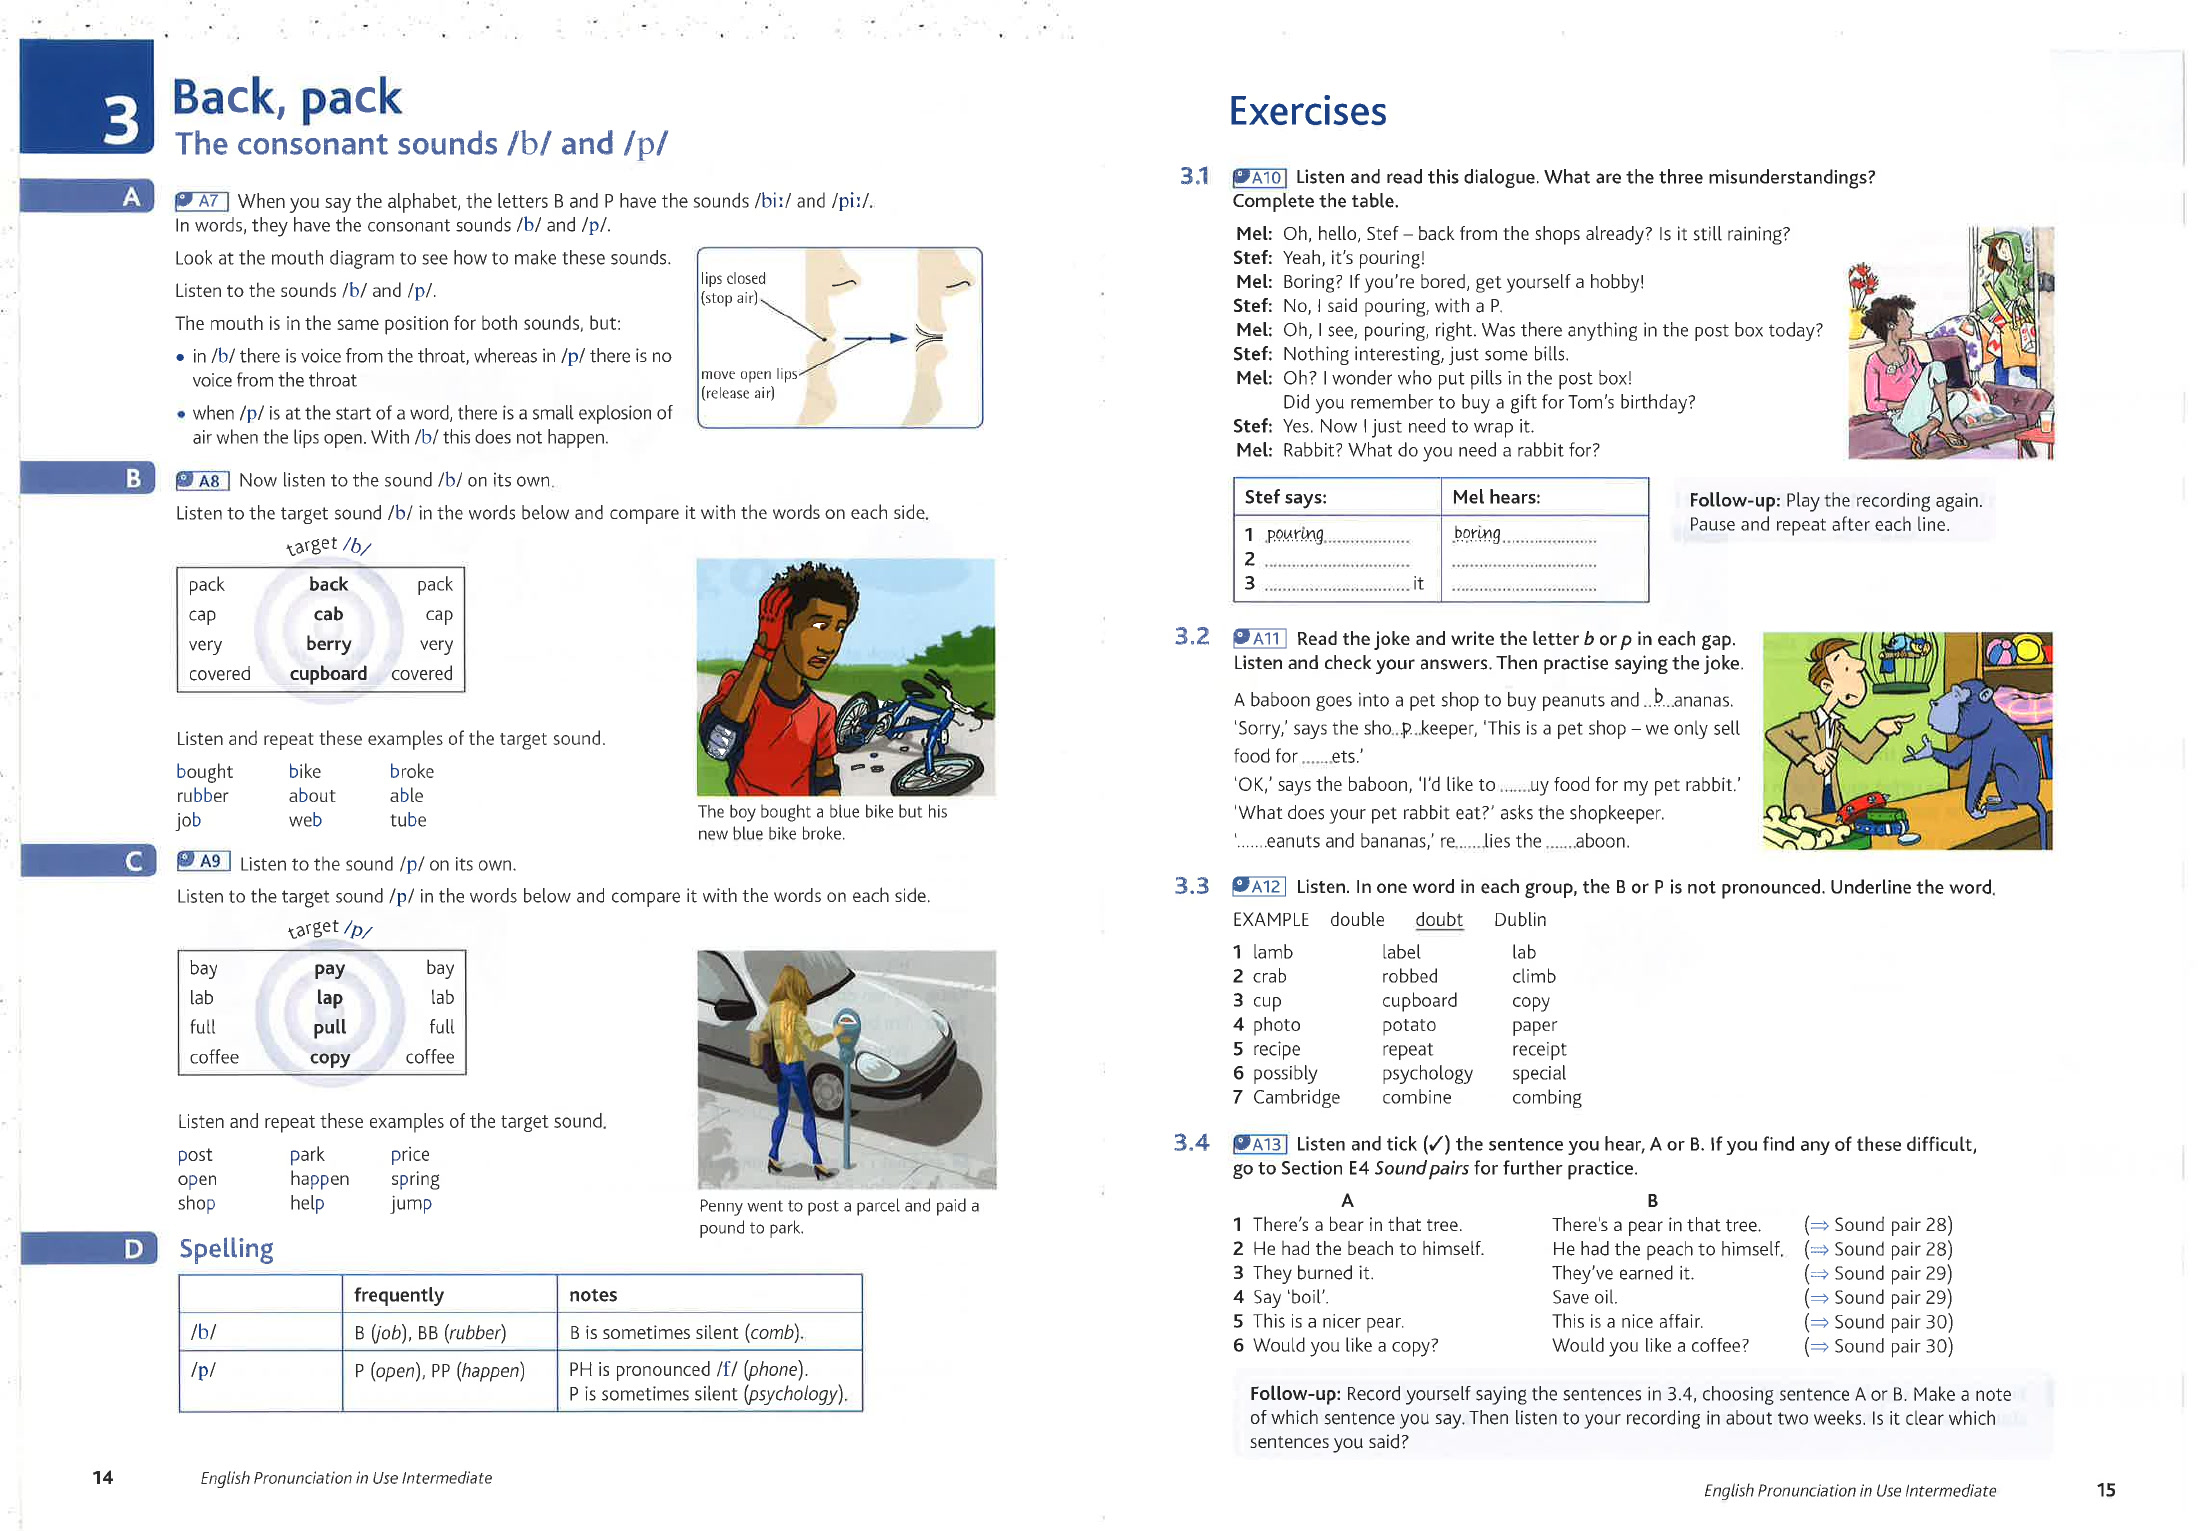 3
Back, pack
The consonant sounds /b/ and /p/
A
A7 When you say the alphabet, the letters B and P have the sounds /biː/ and /piː/.
In words, they have the consonant sounds /b/ and /p/.
Look at the mouth diagram to see how to make these sounds.
Listen to the sounds /b/ and /p/.
The mouth is in the same position for both sounds, but:
• in /b/ there is voice from the throat, whereas in /p/ there is no
voice from the throat
• when /p/ is at the start of a word, there is a small explosion of
air when the lips open. With /b/ this does not happen.
lips closed
(stop air)
move open lips
(release air)
B
A8 Now listen to the sound /b/ on its own.
Listen to the target sound /b/ in the words below and compare it with the words on each side.
target /b/
pack back pack
cap cab cap
very berry very
covered cupboard covered
Listen and repeat these examples of the target sound.
bought bike broke
rubber about able
job web tube
The boy bought a blue bike but his
new blue bike broke.
C
A9 Listen to the sound /p/ on its own.
Listen to the target sound /p/ in the words below and compare it with the words on each side.
target /p/
bay pay bay
lab lap lab
full pull full
coffee copy coffee
Listen and repeat these examples of the target sound.
post park price
open happen spring
shop help jump
Penny went to post a parcel and paid a
pound to park.
D
Spelling
frequently notes
/b/ B (job), BB (rubber) B is sometimes silent (comb).
/p/ P (open), PP (happen) PH is pronounced /f/ (phone).
P is sometimes silent (psychology).
14 English Pronunciation in Use Intermediate
Exercises
3.1 A10 Listen and read this dialogue. What are the three misunderstandings?
Complete the table.
Mel: Oh, hello, Stef – back from the shops already? Is it still raining?
Stef: Yeah, it's pouring!
Mel: Boring? If you're bored, get yourself a hobby!
Stef: No, I said pouring, with a P.
Mel: Oh, I see, pouring, right. Was there anything in the post box today?
Stef: Nothing interesting, just some bills.
Mel: Oh? I wonder who put pills in the post box!
Did you remember to buy a gift for Tom's birthday?
Stef: Yes. Now I just need to wrap it.
Mel: Rabbit? What do you need a rabbit for?
Stef says: Mel hears:
1 pouring.................... boring......................
2 ................................. .................................
3 ................................. it .................................
Follow-up: Play the recording again.
Pause and repeat after each line.
3.2 A11 Read the joke and write the letter b or p in each gap.
Listen and check your answers. Then practise saying the joke.
A baboon goes into a pet shop to buy peanuts and ..b...ananas.
'Sorry,' says the sho..p..keeper, 'This is a pet shop – we only sell
food for .......ets.'
'OK,' says the baboon, 'I'd like to .......uy food for my pet rabbit.'
'What does your pet rabbit eat?' asks the shopkeeper.
'.......eanuts and bananas,' re.......lies the .......aboon.
3.3 A12 Listen. In one word in each group, the B or P is not pronounced. Underline the word.
EXAMPLE double doubt Dublin
1 lamb label lab
2 crab robbed climb
3 cup cupboard copy
4 photo potato paper
5 recipe repeat receipt
6 possibly psychology special
7 Cambridge combine combing
3.4 A13 Listen and tick (✓) the sentence you hear, A or B. If you find any of these difficult,
go to Section E4 Sound pairs for further practice.
A B
1 There's a bear in that tree. There's a pear in that tree. (⇒ Sound pair 28)
2 He had the beach to himself. He had the peach to himself. (⇒ Sound pair 28)
3 They burned it. They've earned it. (⇒ Sound pair 29)
4 Say 'boil'. Save oil. (⇒ Sound pair 29)
5 This is a nicer pear. This is a nice affair. (⇒ Sound pair 30)
6 Would you like a copy? Would you like a coffee? (⇒ Sound pair 30)
Follow-up: Record yourself saying the sentences in 3.4, choosing sentence A or B. Make a note
of which sentence you say. Then listen to your recording in about two weeks. Is it clear which
sentences you said?
English Pronunciation in Use Intermediate 15